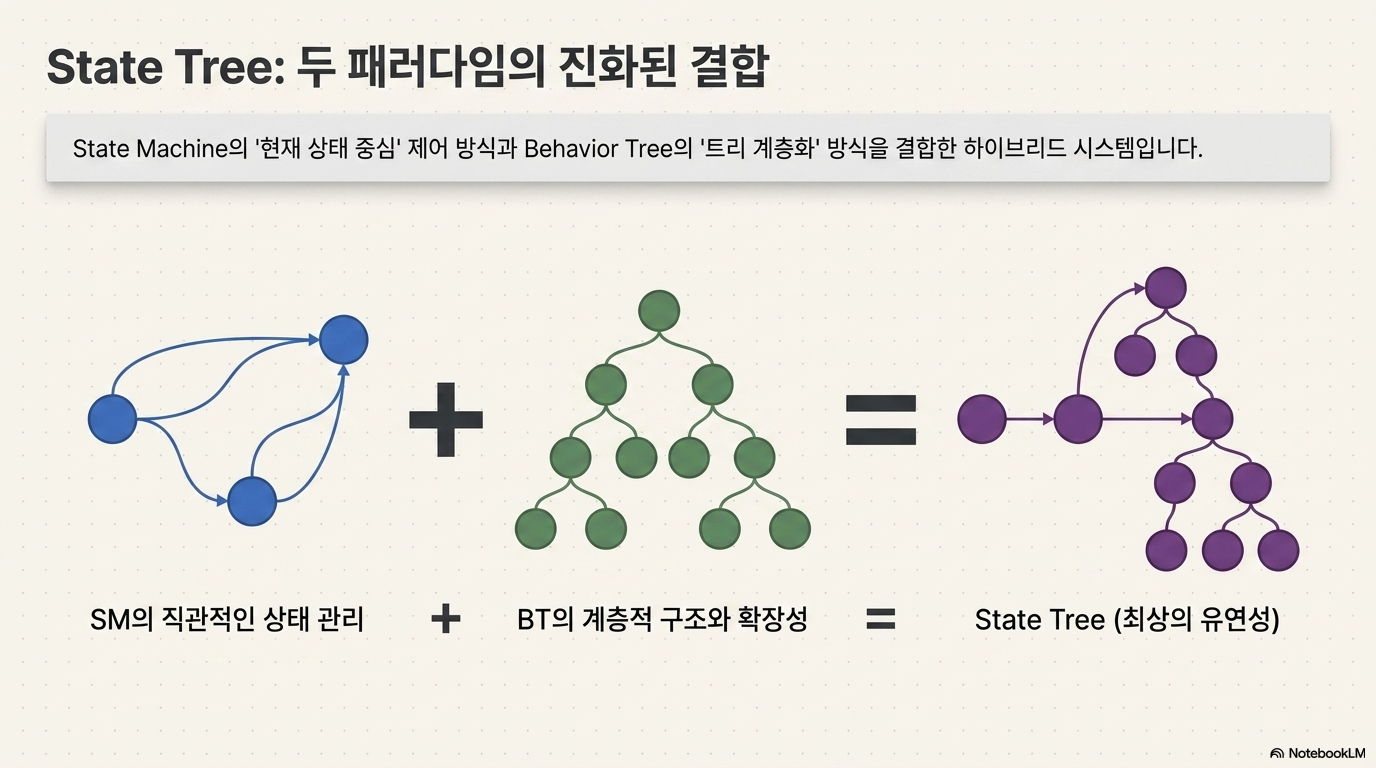 State Tree: 두 패러다임의 진화된 결합
State Machine의 '현재 상태 중심' 제어 방식과 Behavior Tree의 '트리 계층화' 방식을 결합한 하이브리드 시스템입니다.
+
=
SM의 직관적인 상태 관리 + BT의 계층적 구조와 확장성 = State Tree (최상의 유연성)
NotebookLM